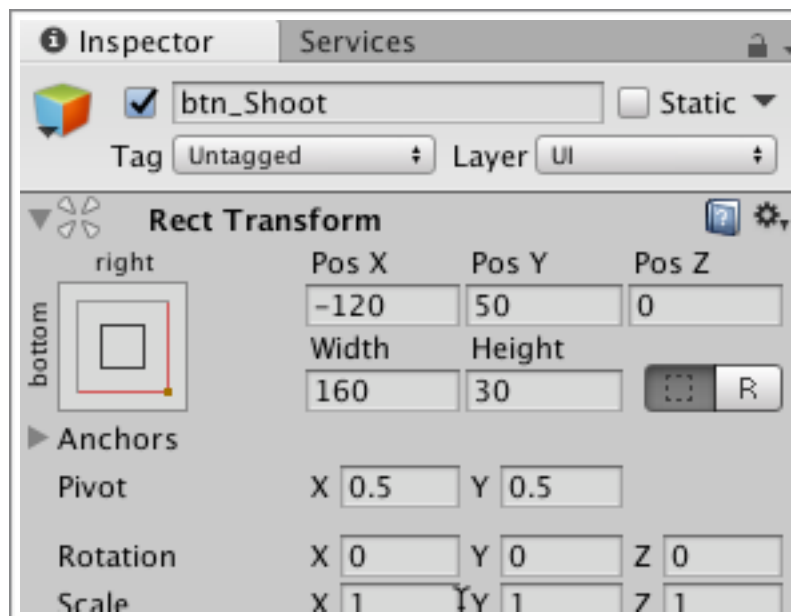 Inspector Services
btn_Shoot Static
Tag Untagged Layer UI
Rect Transform
right Pos X Pos Y Pos Z
bottom -120 50 0
Width Height
160 30 R
Anchors
Pivot X 0.5 Y 0.5
Rotation X 0 Y 0 Z 0
Scale X 1 Y 1 Z 1